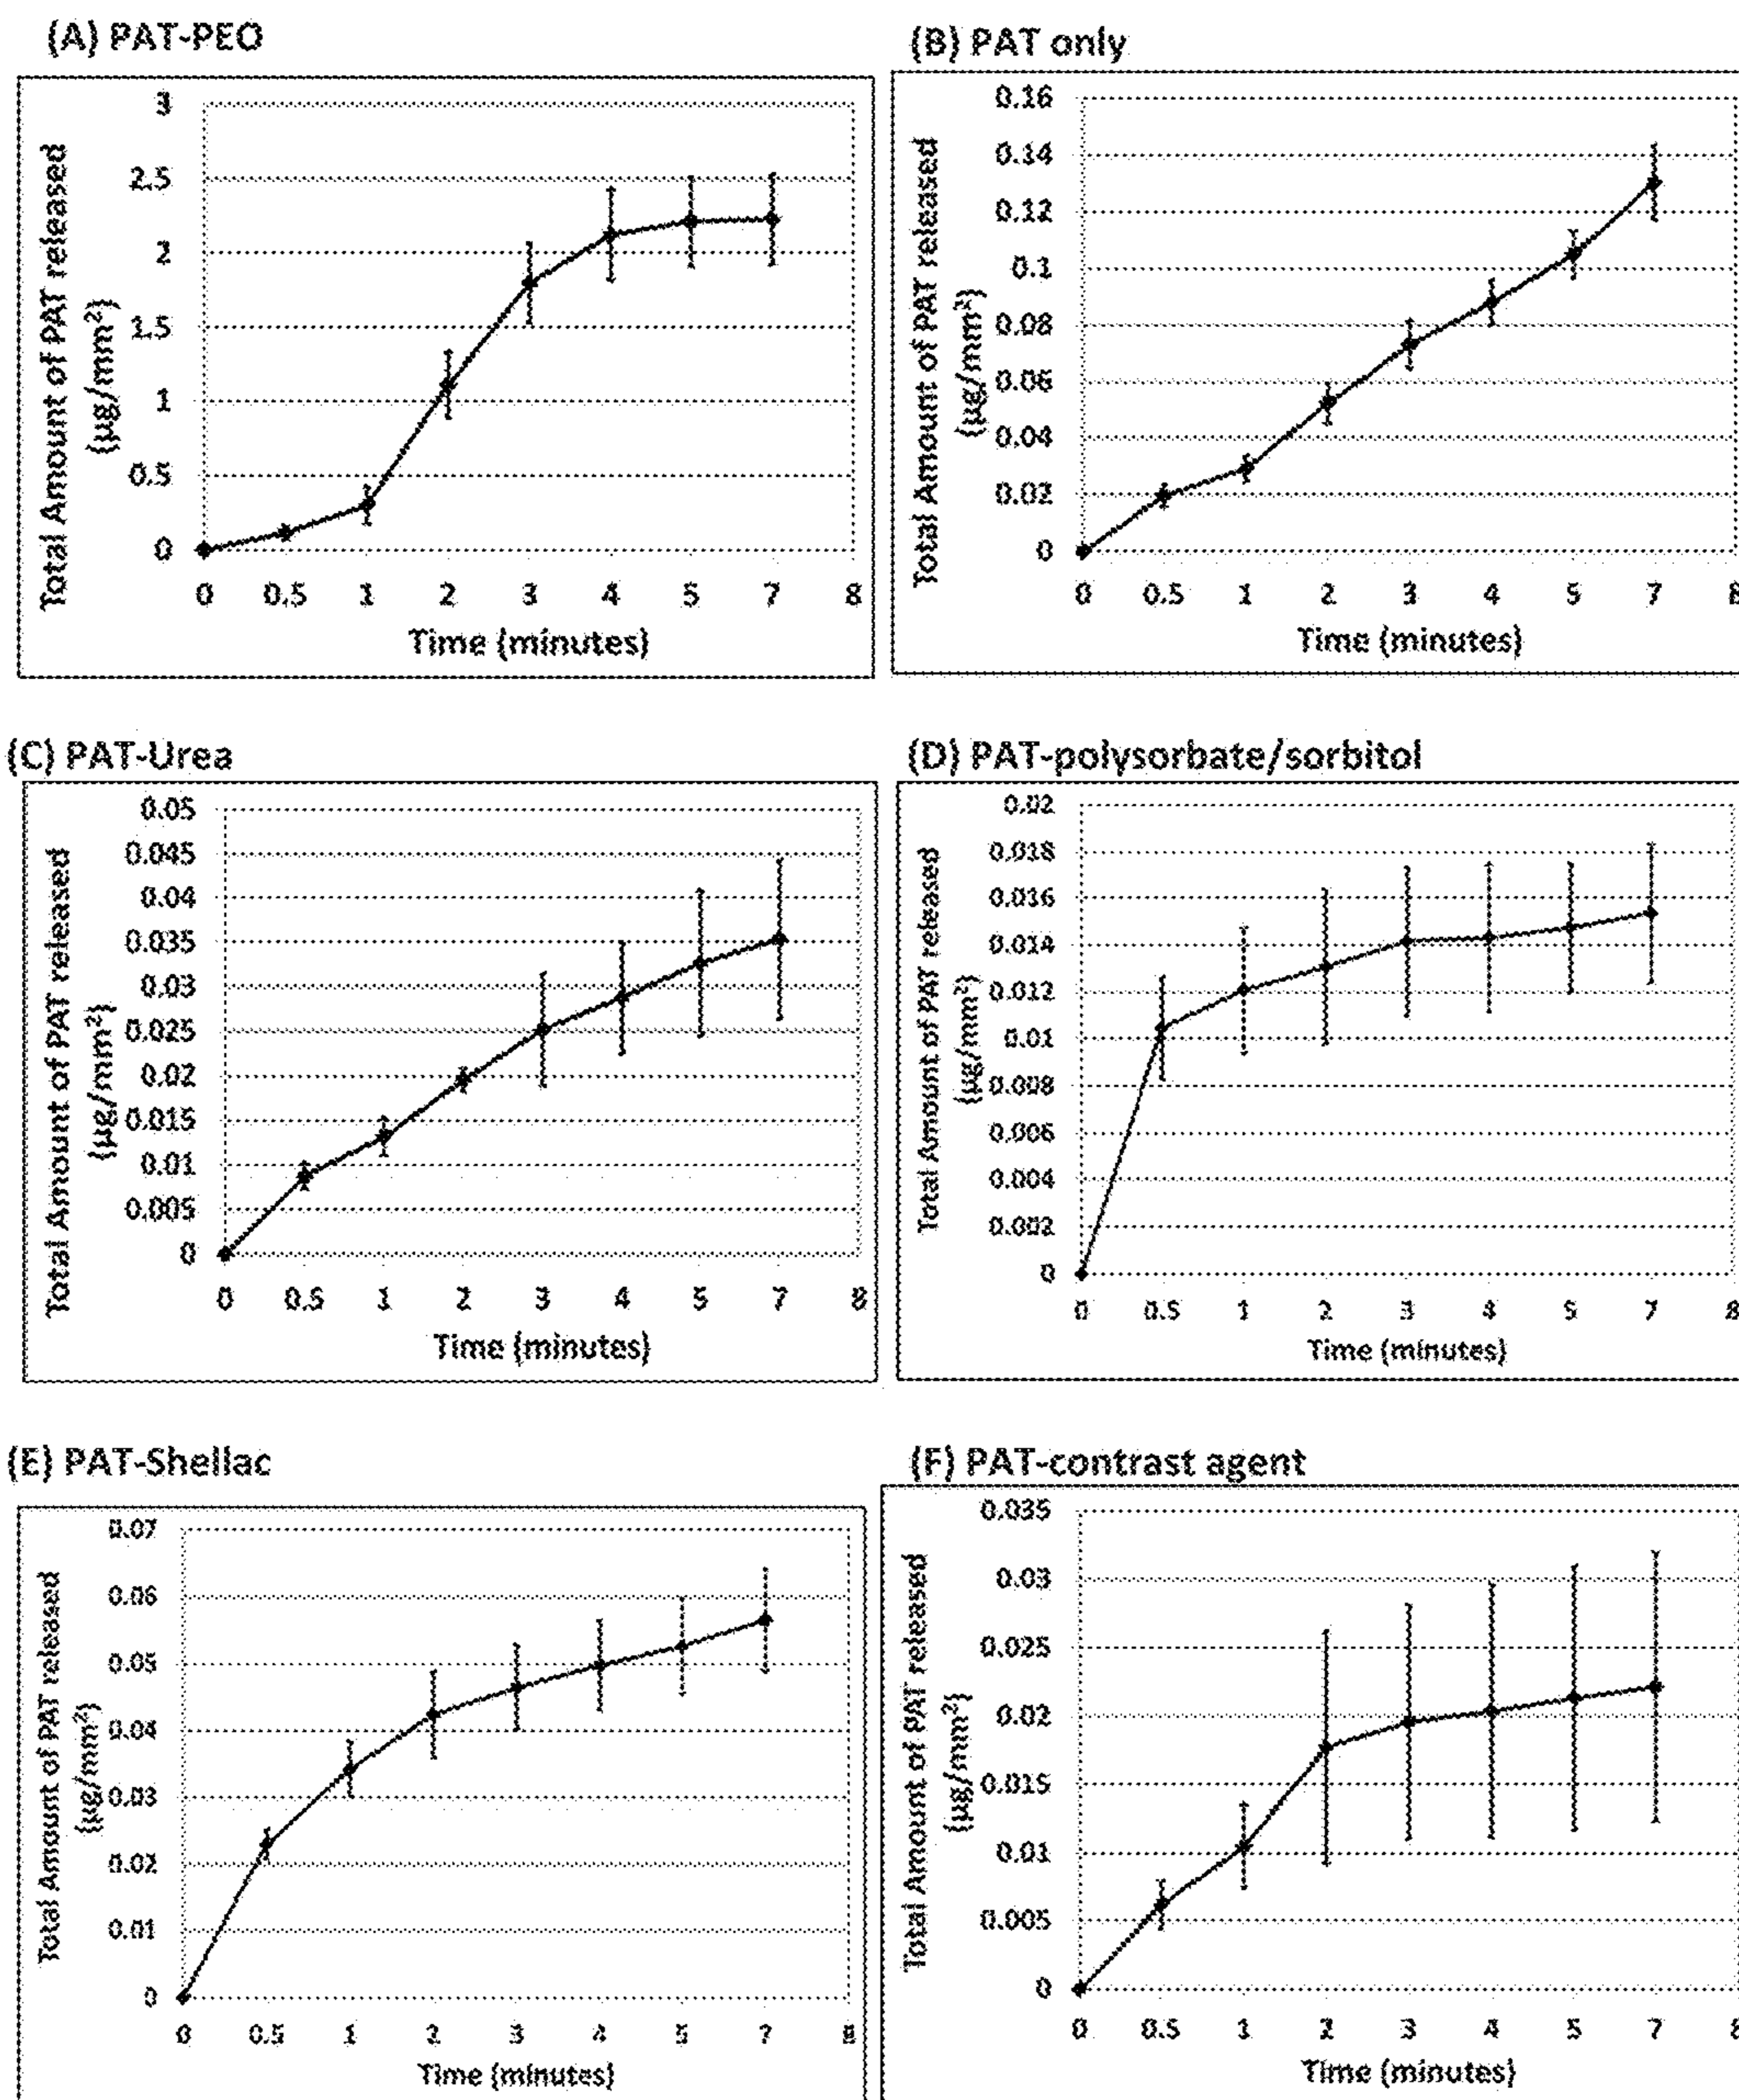 (A) PAT-PEO
Total Amount of PAT released
(µg/mm²)
3
2.5
2
1.5
1
0.5
0
0 0.5 1 2 3 4 5 7 8
Time (minutes)
(B) PAT only
Total Amount of PAT released
(µg/mm²)
0.16
0.14
0.12
0.1
0.08
0.06
0.04
0.02
0
0 0.5 1 2 3 4 5 7 8
Time (minutes)
(C) PAT-Urea
Total Amount of PAT released
(µg/mm²)
0.05
0.045
0.04
0.035
0.03
0.025
0.02
0.015
0.01
0.005
0
0 0.5 1 2 3 4 5 7 8
Time (minutes)
(D) PAT-polysorbate/sorbitol
Total Amount of PAT released
(µg/mm²)
0.02
0.018
0.016
0.014
0.012
0.01
0.008
0.006
0.004
0.002
0
0 0.5 1 2 3 4 5 7 8
Time (minutes)
(E) PAT-Shellac
Total Amount of PAT released
(µg/mm²)
0.07
0.06
0.05
0.04
0.03
0.02
0.01
0
0 0.5 1 2 3 4 5 7 8
Time (minutes)
(F) PAT-contrast agent
Total Amount of PAT released
(µg/mm²)
0.035
0.03
0.025
0.02
0.015
0.01
0.005
0
0 0.5 1 2 3 4 5 7 8
Time (minutes)